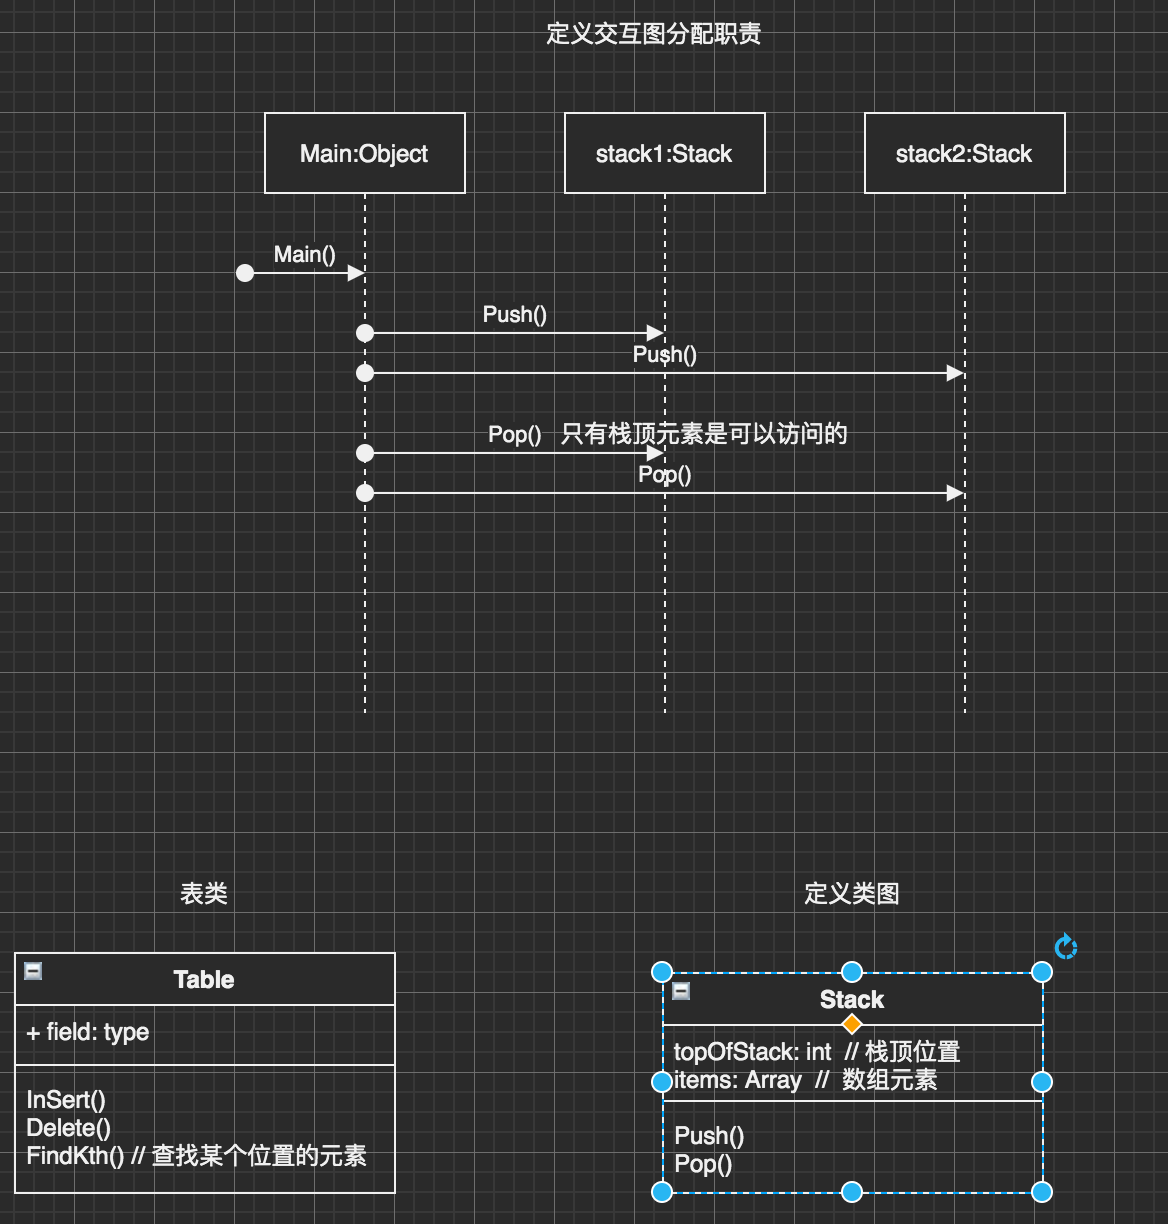 定义交互图分配职责
Main:Object
stack1:Stack
stack2:Stack
Main()
Push()
Push()
Pop() 只有栈顶元素是可以访问的
Pop()
表类
定义类图
Table
+ field: type
InSert()
Delete()
FindKth() // 查找某个位置的元素
Stack
topOfStack: int // 栈顶位置
items: Array // 数组元素
Push()
Pop()